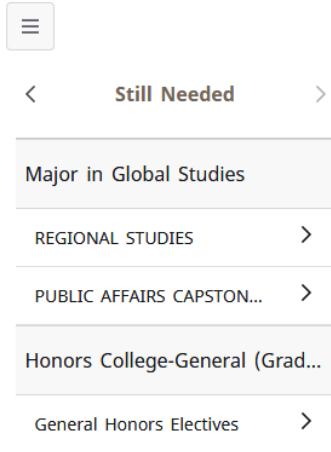 Still Needed
Major in Global Studies
REGIONAL STUDIES
PUBLIC AFFAIRS CAPSTON...
Honors College-General (Grad...
General Honors Electives